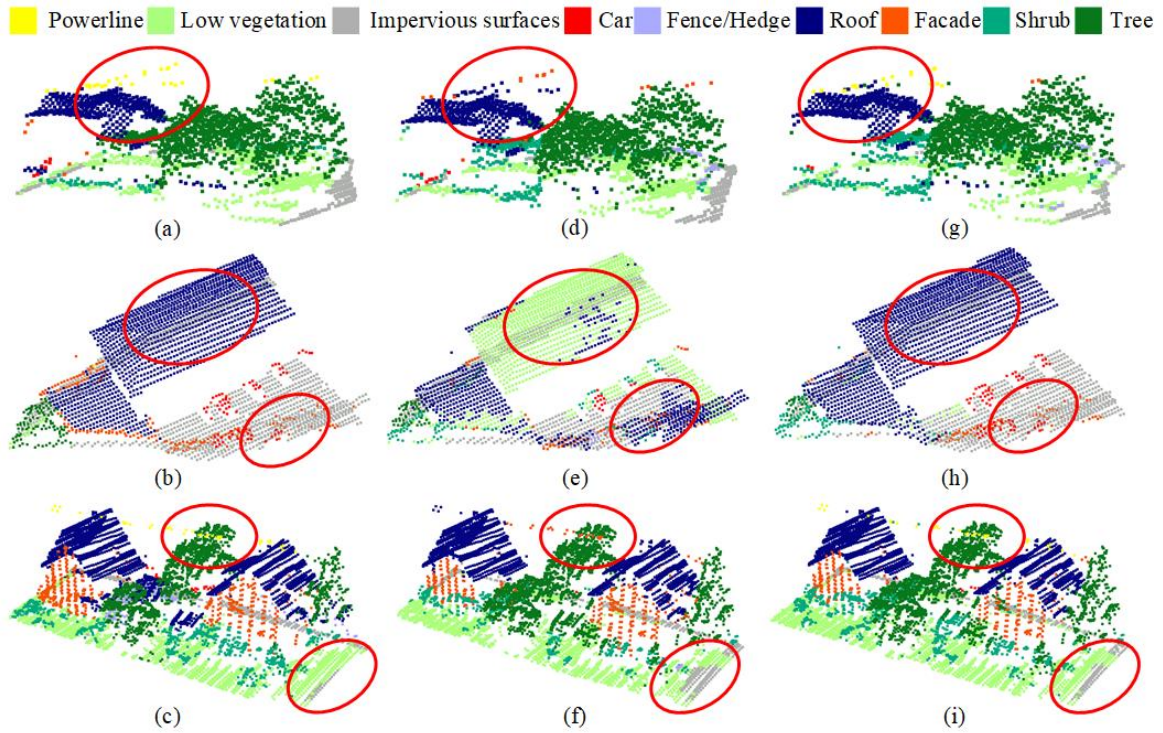 Powerline Low vegetation Impervious surfaces Car Fence/Hedge Roof Facade Shrub Tree
(a) (d) (g)
(b) (e) (h)
(c) (f) (i)